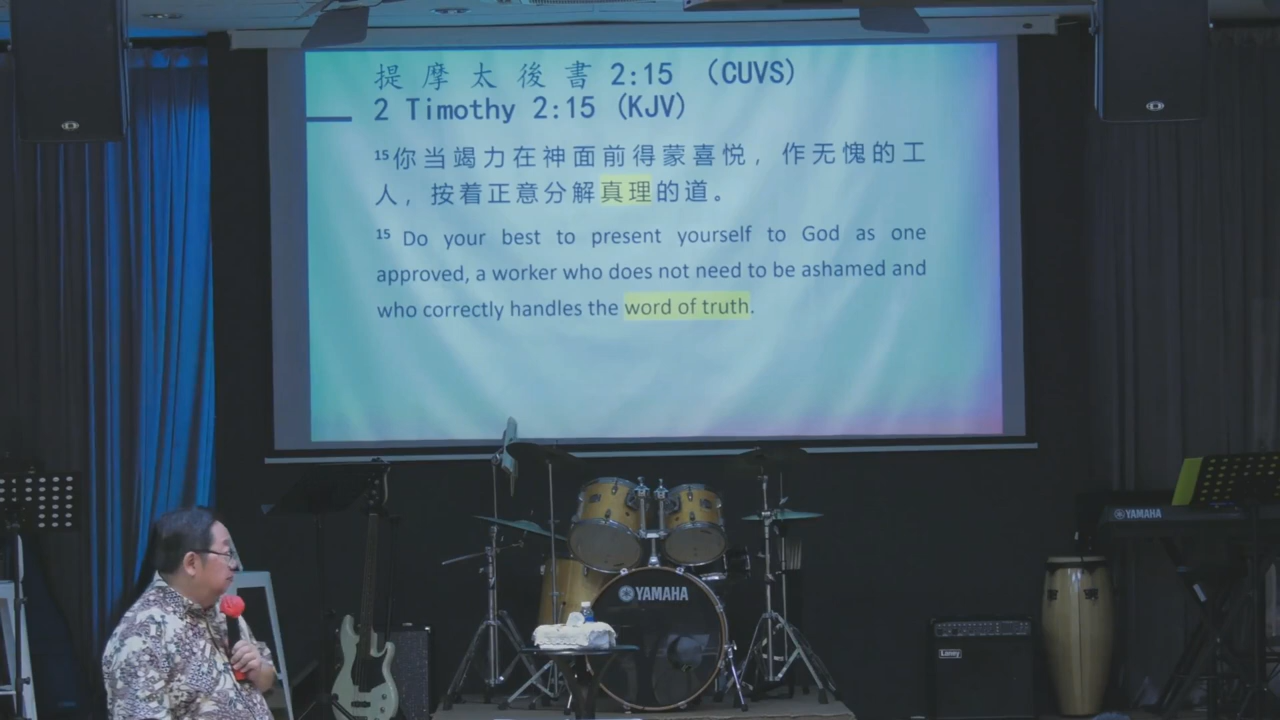 提摩太後書 2:15 （CUVS）
2 Timothy 2:15 (KJV)
15你当竭力在神面前得蒙喜悦，作无愧的工
人，按着正意分解真理的道。
15 Do your best to present yourself to God as one
approved, a worker who does not need to be ashamed and
who correctly handles the word of truth.
YAMAHA
YAMAHA
Laney